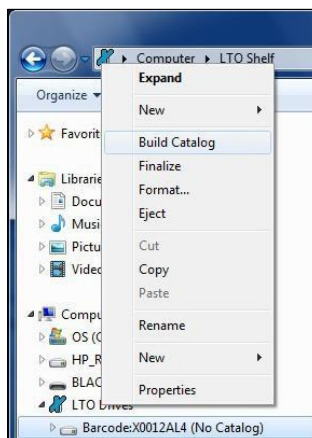 Computer ▸ LTO Shelf
Organize
Expand
New
Build Catalog
Finalize
Format...
Eject
Cut
Copy
Paste
Rename
New
Properties
Favorit
Librarie
Docu
Musi
Pictu
Video
Compu
OS (C
HP_R
BLAC
LTO Drives
Barcode:X0012AL4 (No Catalog)